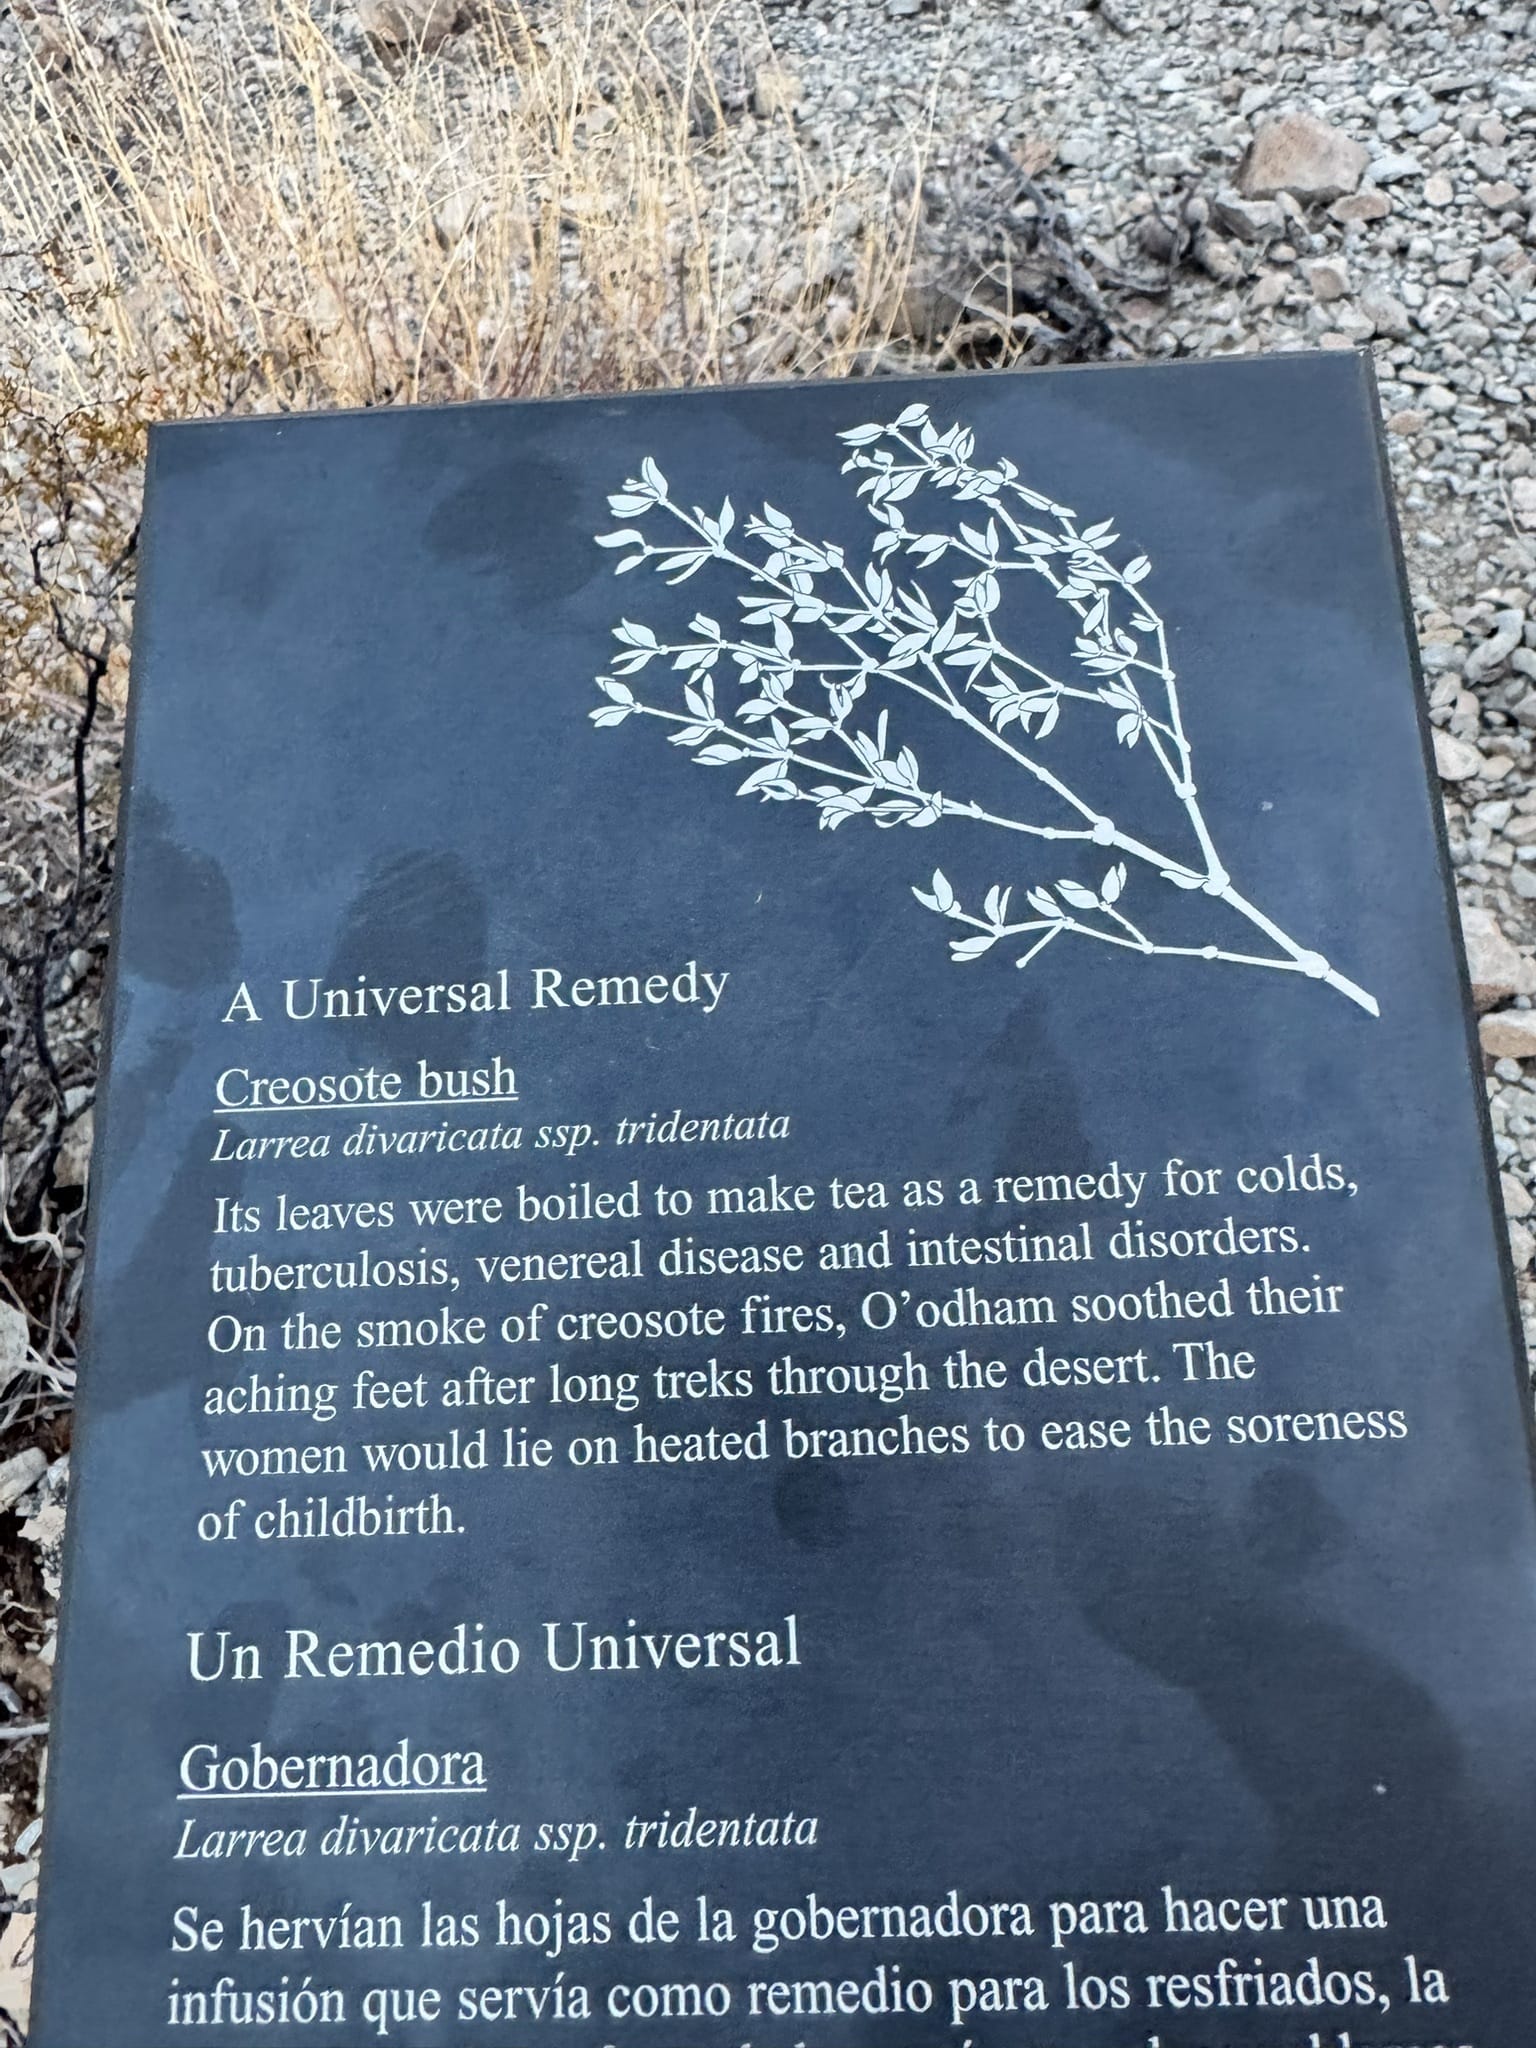 A Universal Remedy
Creosote bush
Larrea divaricata ssp. tridentata
Its leaves were boiled to make tea as a remedy for colds,
tuberculosis, venereal disease and intestinal disorders.
On the smoke of creosote fires, O’odham soothed their
aching feet after long treks through the desert. The
women would lie on heated branches to ease the soreness
of childbirth.
Un Remedio Universal
Gobernadora
Larrea divaricata ssp. tridentata
Se hervían las hojas de la gobernadora para hacer una
infusión que servía como remedio para los resfriados, la